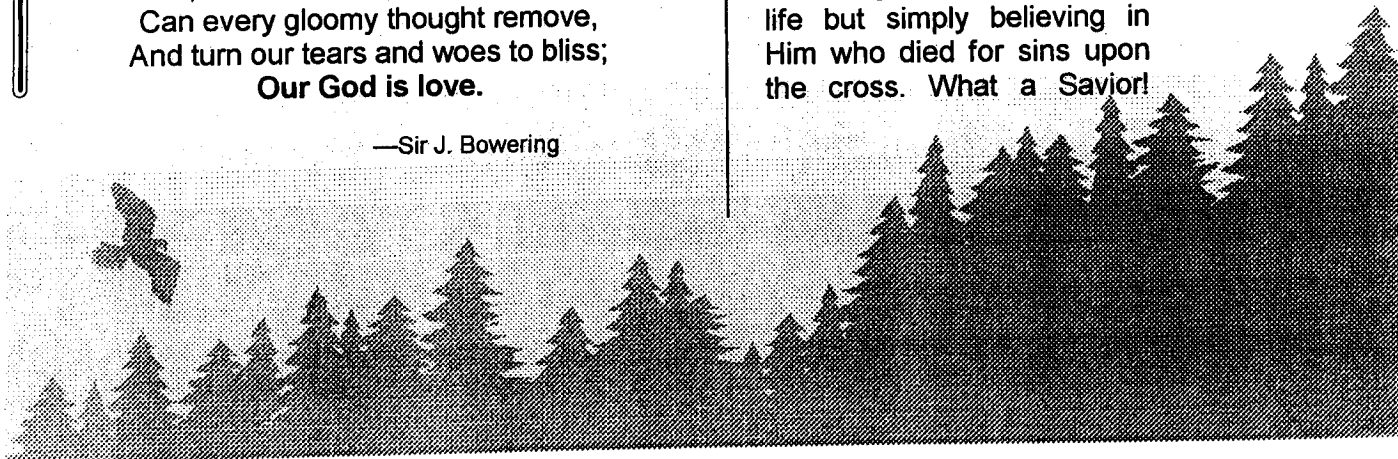 Can every gloomy thought remove,
And turn our tears and woes to bliss;
Our God is love.
—Sir J. Bowering
life but simply believing in
Him who died for sins upon
the cross. What a Savior!